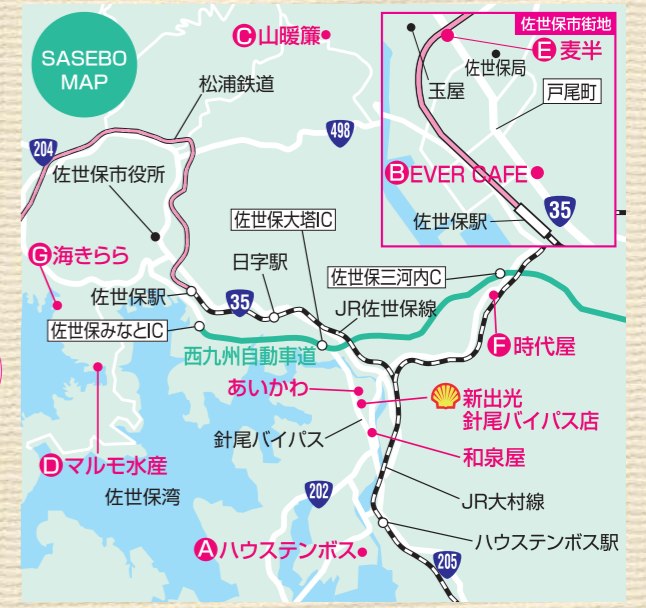 SASEBO
MAP
C 山暖簾
佐世保市街地
E 麦半
佐世保局
玉屋
戸尾町
B EVER CAFE
35
佐世保駅
松浦鉄道
204
498
佐世保市役所
佐世保大塔IC
G 海きらら
日宇駅
佐世保三河内C
佐世保駅
35
JR佐世保線
佐世保みなとIC
西九州自動車道
F 時代屋
あいかわ
新出光
針尾バイパス店
針尾バイパス
和泉屋
D マルモ水産
佐世保湾
202
JR大村線
A ハウステンボス
ハウステンボス駅
205